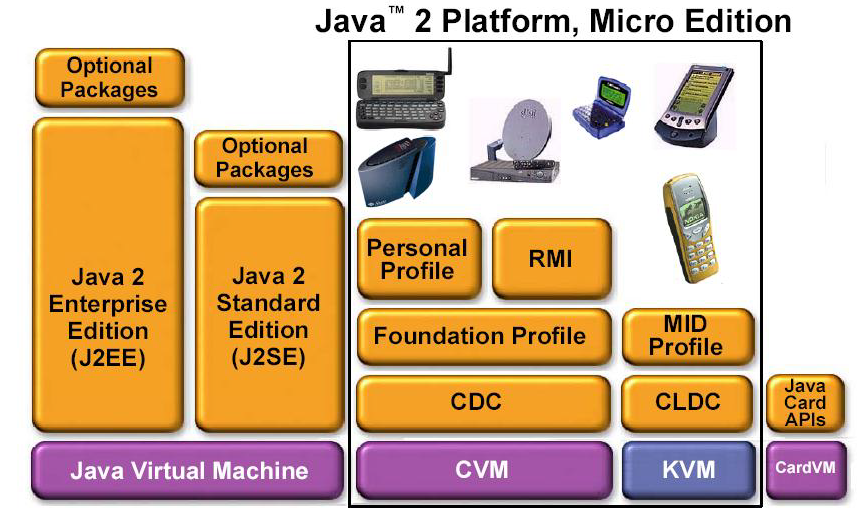 Java™ 2 Platform, Micro Edition
Optional
Packages
Java 2
Enterprise
Edition
(J2EE)
Optional
Packages
Java 2
Standard
Edition
(J2SE)
Java Virtual Machine
Personal
Profile
RMI
Foundation Profile
CDC
CVM
NOKIA
MID
Profile
CLDC
KVM
Java
Card
APIs
CardVM